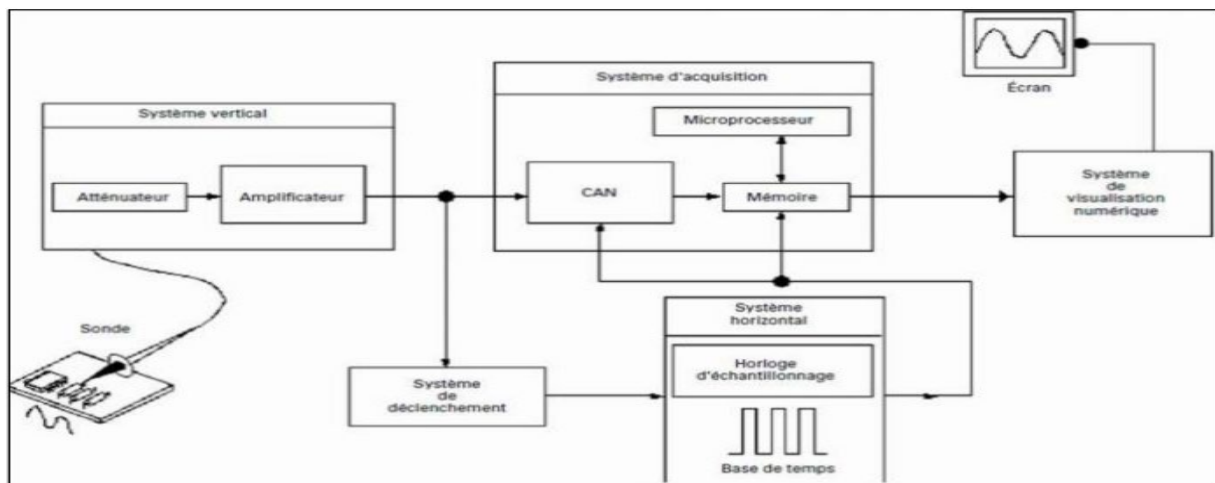 Système vertical
Atténuateur
Amplificateur
Sonde
Système d'acquisition
Microprocesseur
CAN
Mémoire
Écran
Système
de
visualisation
numérique
Système
de
déclenchement
Système
horizontal
Horloge
d'échantillonnage
Base de temps